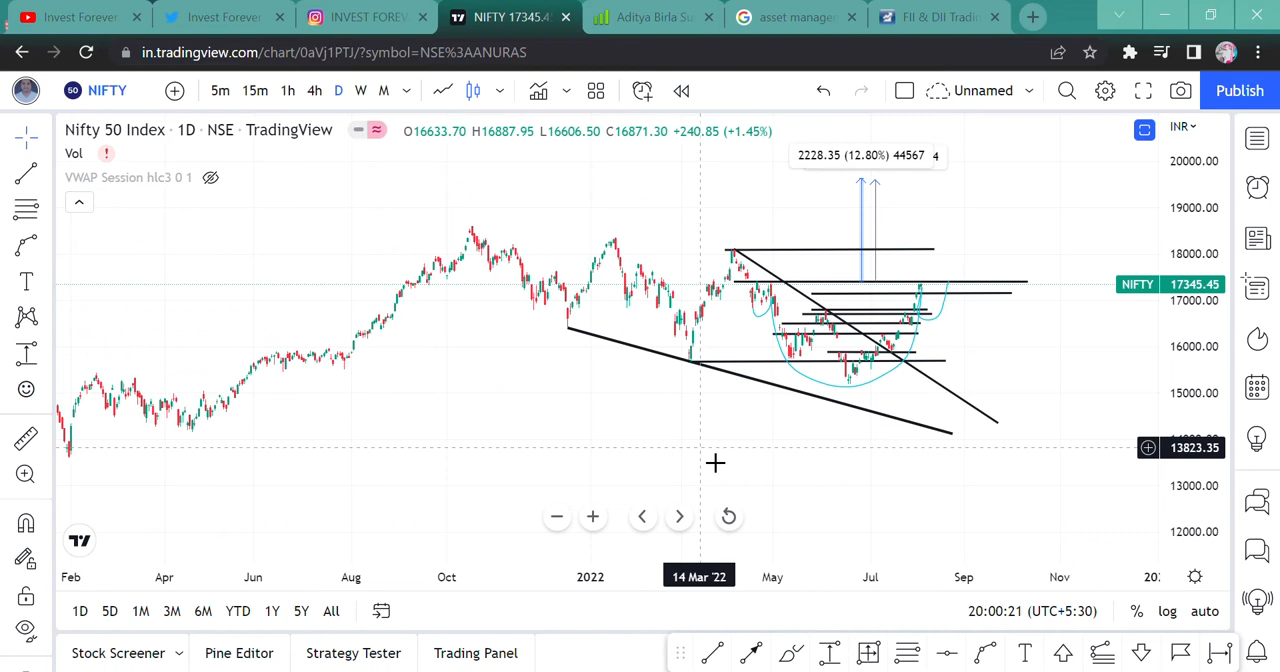 Invest Forever
Invest Forever
INVEST FOREV
NIFTY 17345.4
Aditya Birla Su
asset manager
FII & DII Tradi
in.tradingview.com/chart/0aVj1PTJ/?symbol=NSE%3AANURAS
50 NIFTY 5m 15m 1h 4h D W M Unnamed Publish
Nifty 50 Index • 1D • NSE • TradingView O16633.70 H16887.95 L16606.50 C16871.30 +240.85 (+1.45%) INR
Vol !
VWAP Session hlc3 0 1
2228.35 (12.80%) 44567 4
20000.00
19000.00
18000.00
NIFTY 17345.45
17000.00
16000.00
15000.00
13823.35
13000.00
12000.00
Feb Apr Jun Aug Oct 2022 14 Mar '22 May Jul Sep Nov
1D 5D 1M 3M 6M YTD 1Y 5Y All 20:00:21 (UTC+5:30) % log auto
Stock Screener Pine Editor Strategy Tester Trading Panel